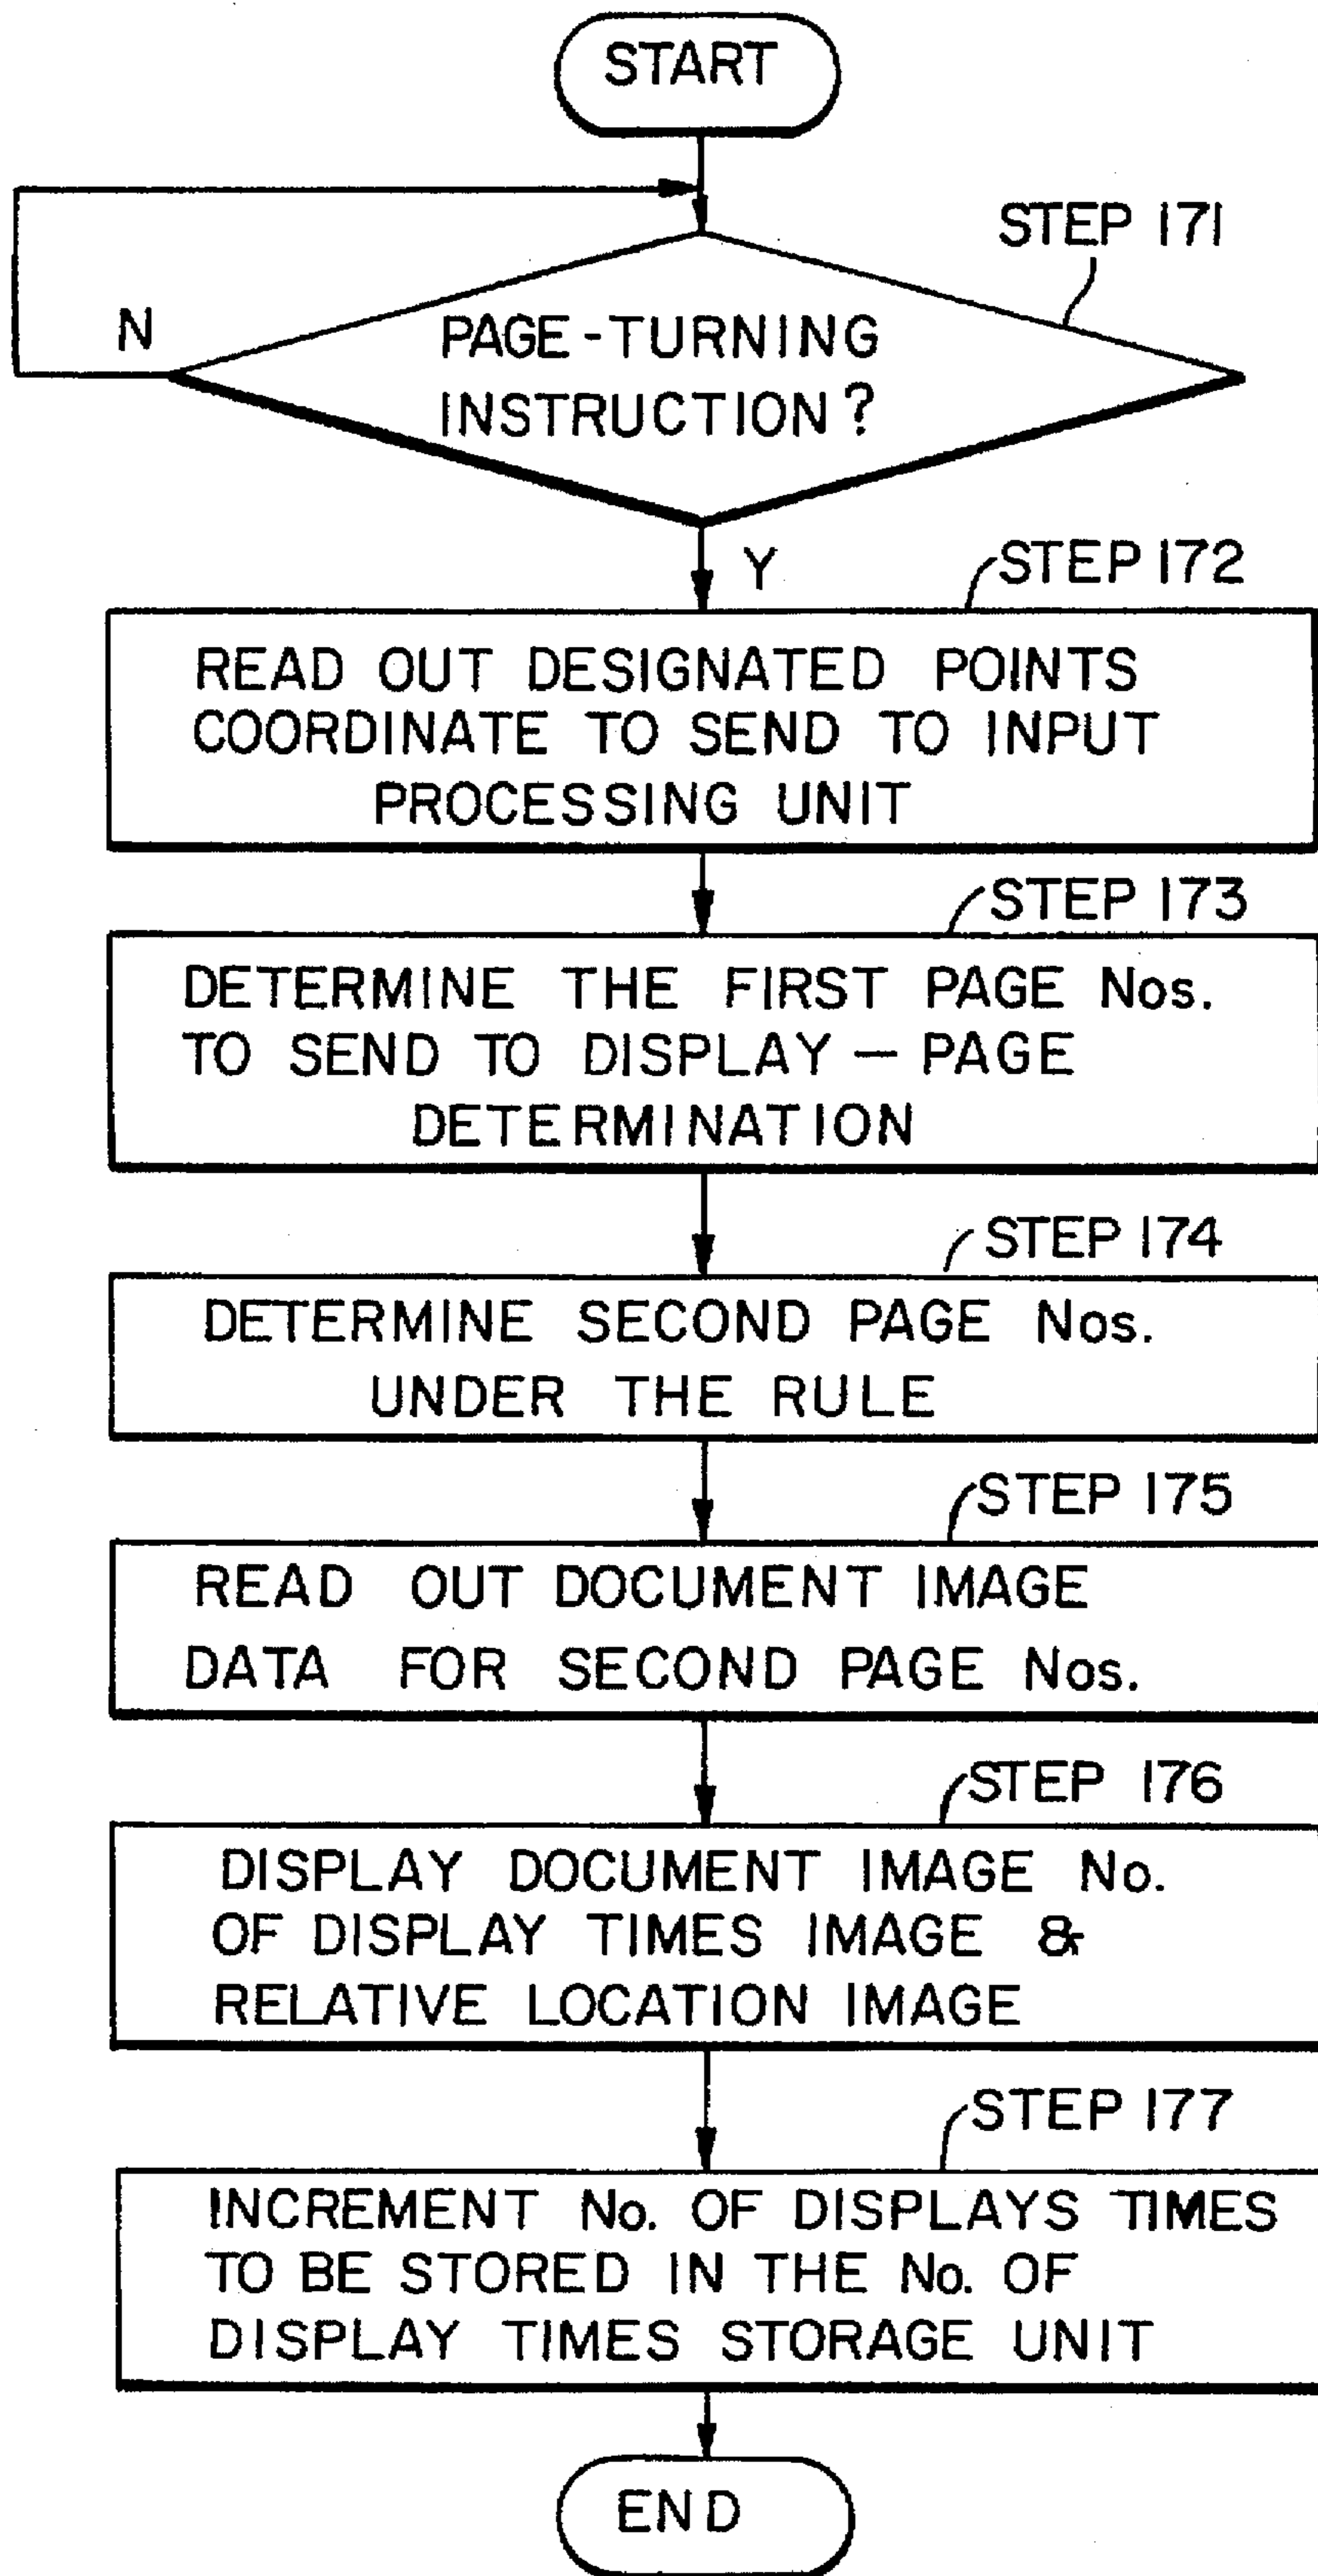 START
STEP 171
N
PAGE-TURNING
INSTRUCTION?
Y
STEP 172
READ OUT DESIGNATED POINTS
COORDINATE TO SEND TO INPUT
PROCESSING UNIT
STEP 173
DETERMINE THE FIRST PAGE Nos.
TO SEND TO DISPLAY — PAGE
DETERMINATION
STEP 174
DETERMINE SECOND PAGE Nos.
UNDER THE RULE
STEP 175
READ OUT DOCUMENT IMAGE
DATA FOR SECOND PAGE Nos.
STEP 176
DISPLAY DOCUMENT IMAGE No.
OF DISPLAY TIMES IMAGE &
RELATIVE LOCATION IMAGE
STEP 177
INCREMENT No. OF DISPLAYS TIMES
TO BE STORED IN THE No. OF
DISPLAY TIMES STORAGE UNIT
END